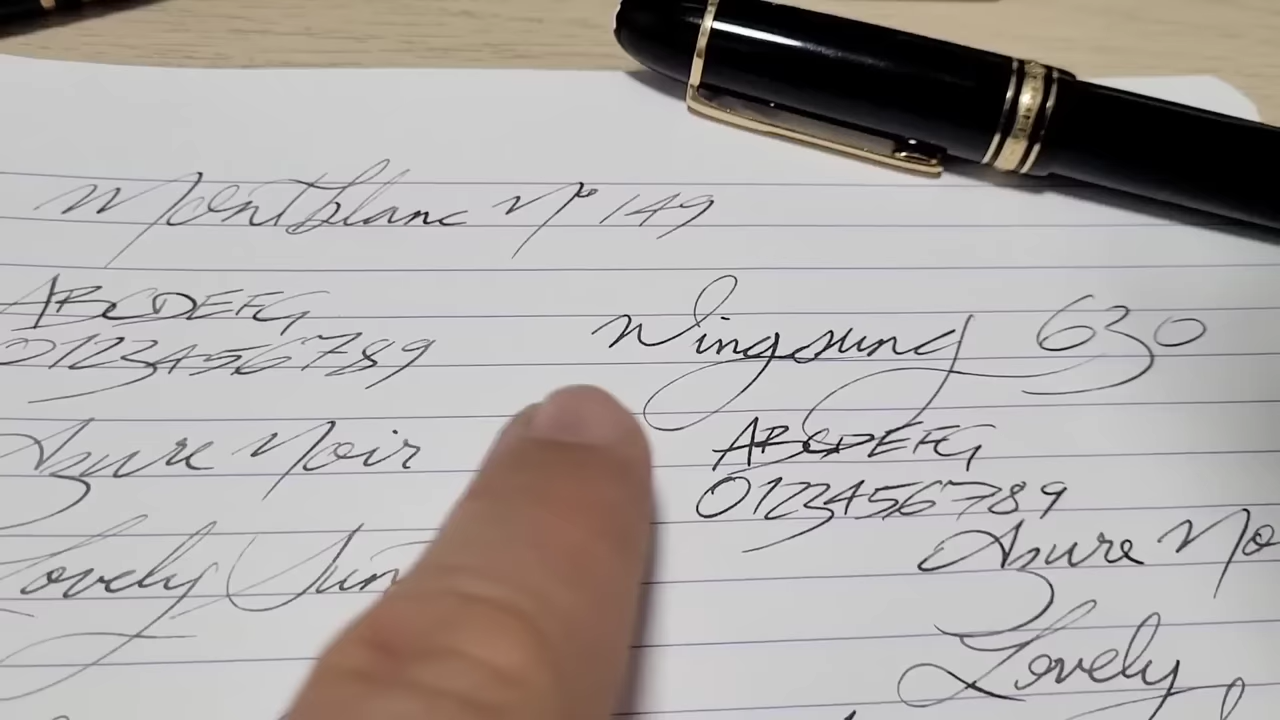 Montblanc Nº 149
ABCDEFG
0123456789
Azure Noir
Lovely
Wingsung 630
ABCDEFG
0123456789
Azure No
Lovely